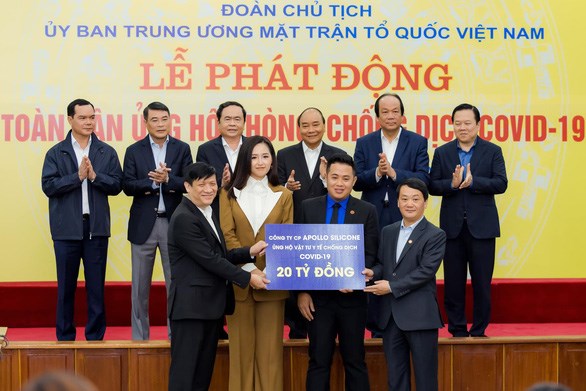 ĐOÀN CHỦ TỊCH
ỦY BAN TRUNG ƯƠNG MẶT TRẬN TỔ QUỐC VIỆT NAM
LỄ PHÁT ĐỘNG
TOÀN DÂN ỦNG HỘ PHÒNG CHỐNG DỊCH COVID-19
CÔNG TY CP APOLLO SILICONE
ỦNG HỘ VẬT TƯ Y TẾ CHỐNG DỊCH
COVID-19
20 TỶ ĐỒNG